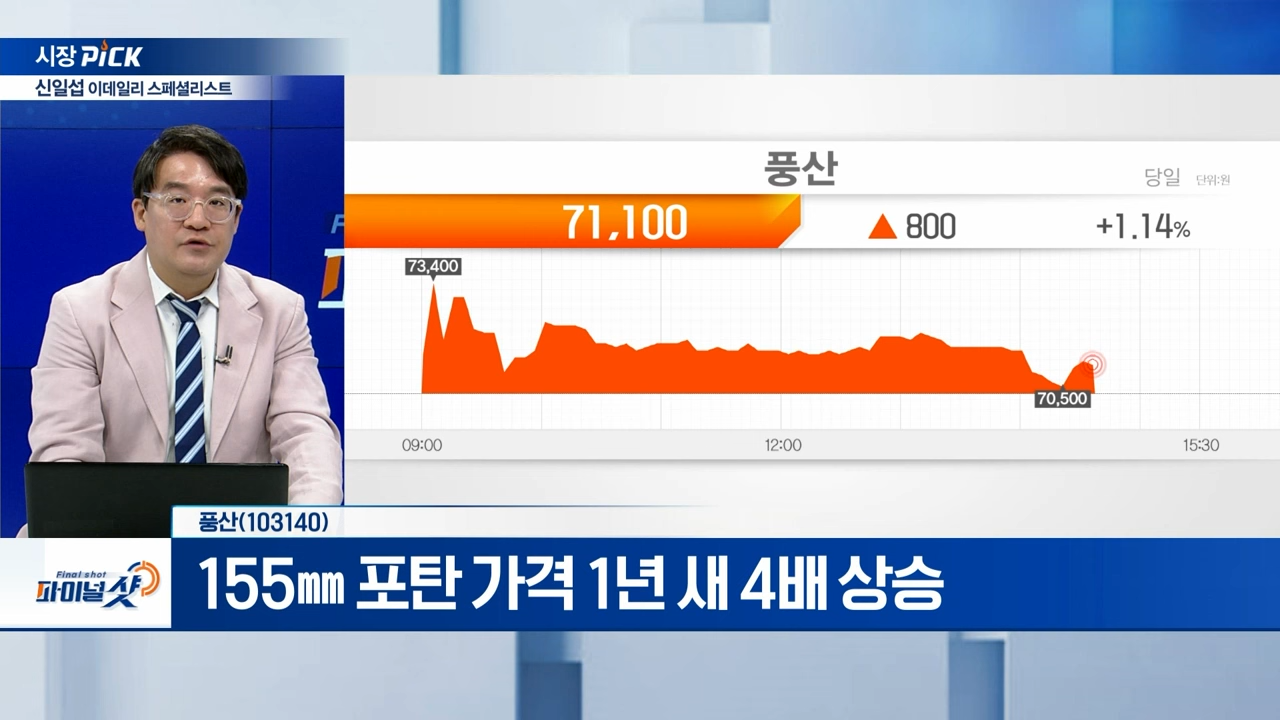 시장 PiCK
신일섭 이데일리 스페셜리스트
풍산
당일 단위:원
71,100 ▲ 800 +1.14%
73,400
70,500
09:00 12:00 15:30
풍산(103140)
Final shot
파이널샷
155㎜ 포탄 가격 1년 새 4배 상승